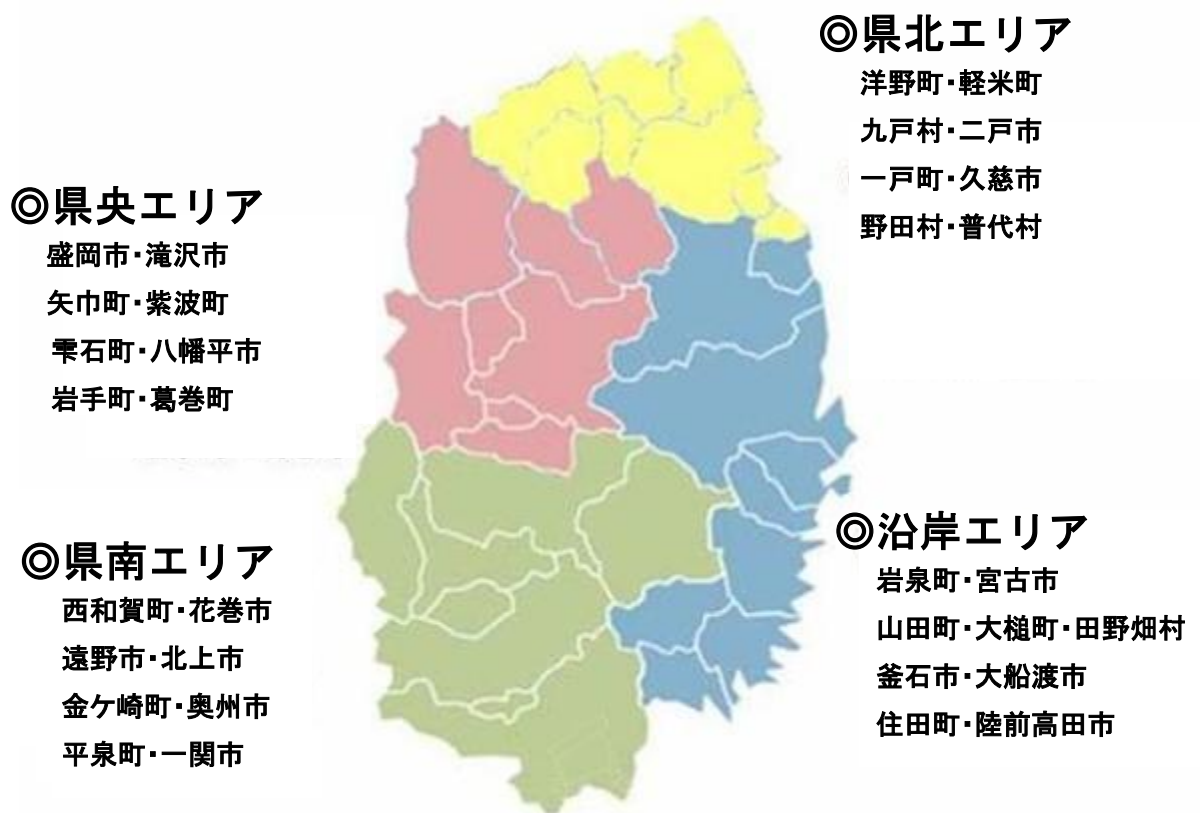 ◎県北エリア
洋野町・軽米町
九戸村・二戸市
一戸町・久慈市
野田村・普代村
◎県央エリア
盛岡市・滝沢市
矢巾町・紫波町
雫石町・八幡平市
岩手町・葛巻町
◎県南エリア
西和賀町・花巻市
遠野市・北上市
金ケ崎町・奥州市
平泉町・一関市
◎沿岸エリア
岩泉町・宮古市
山田町・大槌町・田野畑村
釜石市・大船渡市
住田町・陸前高田市